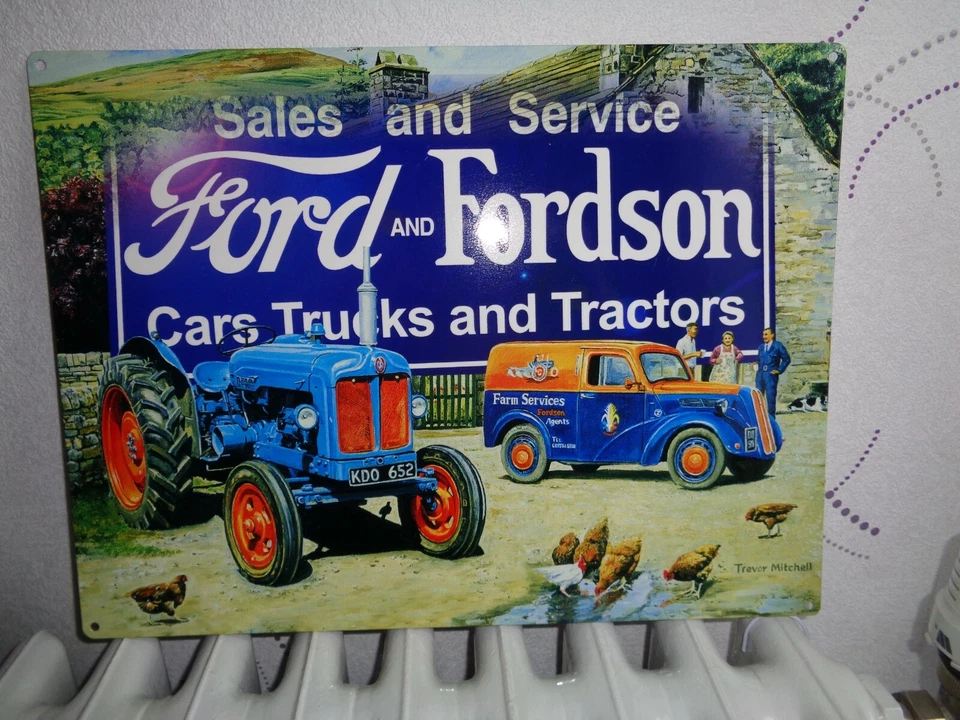 Sales and Service
Ford AND Fordson
Cars Trucks and Tractors
KDO 652
Farm Services
Fordson
Agents
Trevor Mitchell